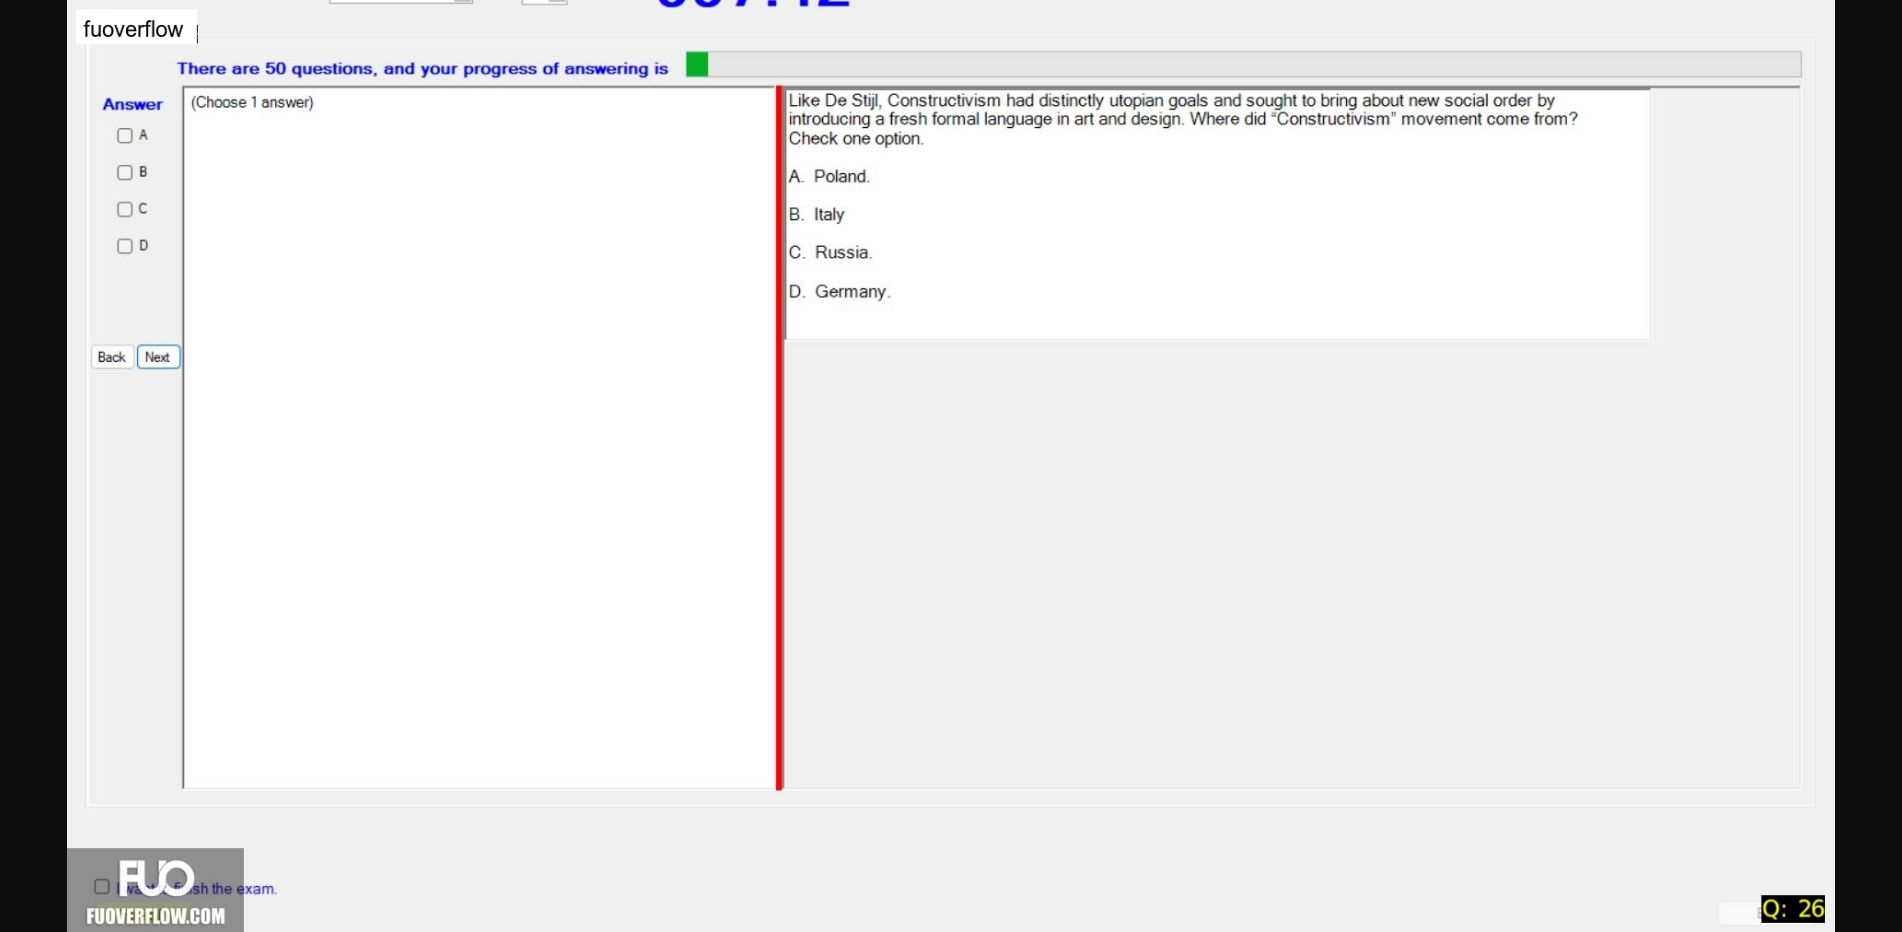 fuoverflow
There are 50 questions, and your progress of answering is
Answer
(Choose 1 answer)
A
B
C
D
Back Next
Like De Stijl, Constructivism had distinctly utopian goals and sought to bring about new social order by
introducing a fresh formal language in art and design. Where did “Constructivism” movement come from?
Check one option.
A. Poland.
B. Italy
C. Russia.
D. Germany.
FUO
sh the exam.
FUOVERFLOW.COM
Q: 26